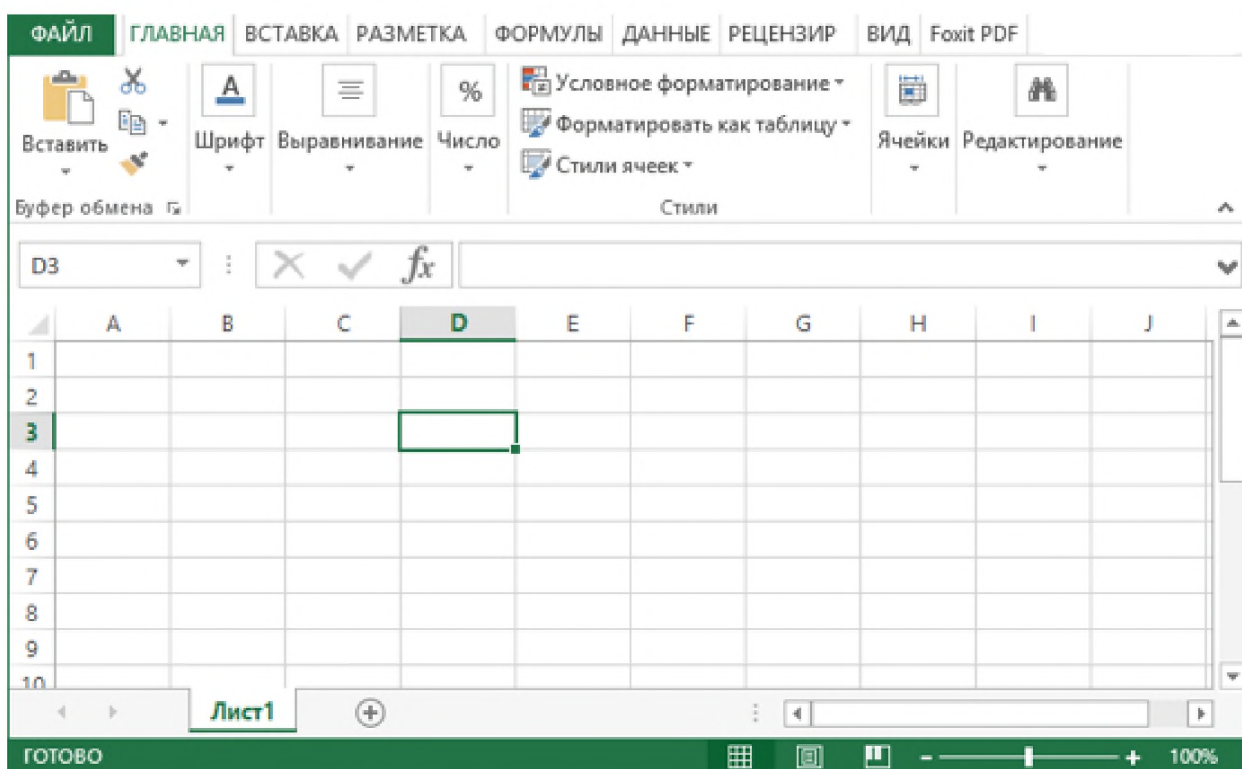 ФАЙЛ ГЛАВНАЯ ВСТАВКА РАЗМЕТКА ФОРМУЛЫ ДАННЫЕ РЕЦЕНЗИР ВИД Foxit PDF
Условное форматирование
Форматировать как таблицу
Стили ячеек
Вставить Шрифт Выравнивание Число Ячейки Редактирование
Буфер обмена Стили
D3 fx
A B C D E F G H I J
1
2
3
4
5
6
7
8
9
10
Лист1
ГОТОВО 100%